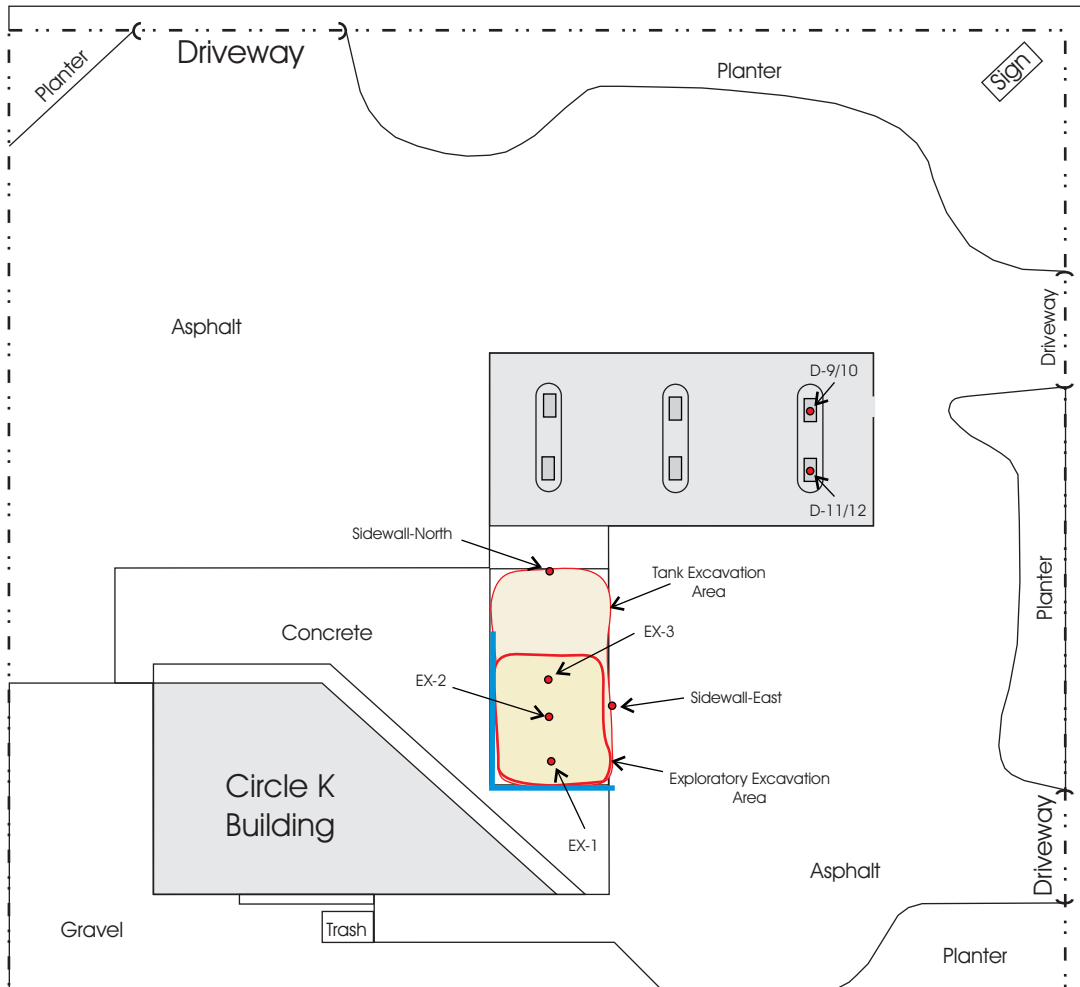 Planter
Driveway
Planter
Sign
Asphalt
Driveway
D-9/10
D-11/12
Sidewall-North
Tank Excavation
Area
Planter
Concrete
EX-3
EX-2
Sidewall-East
Circle K
Building
Exploratory Excavation
Area
EX-1
Asphalt
Driveway
Gravel
Trash
Planter